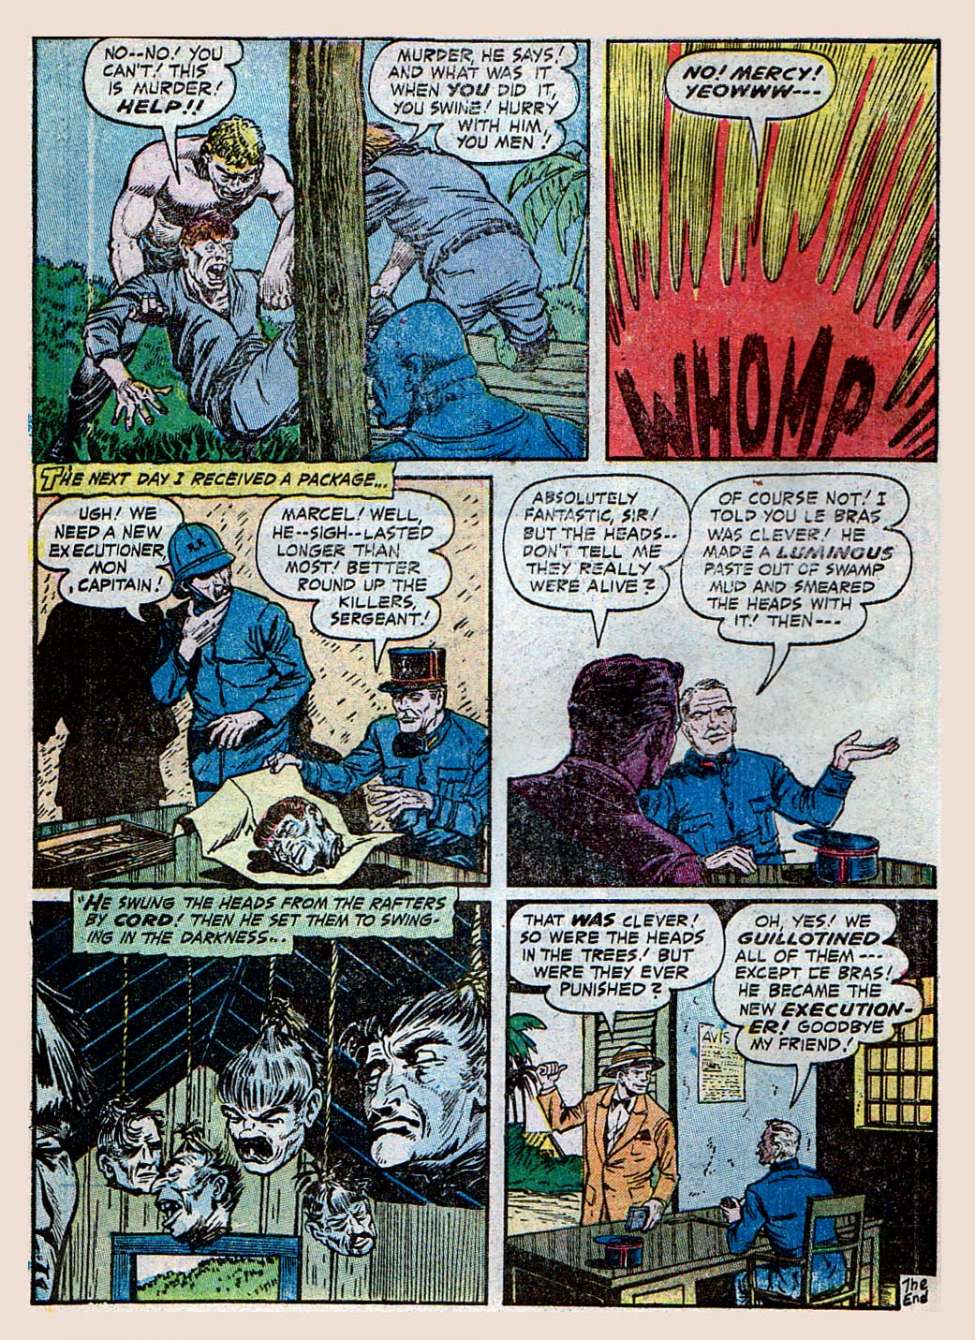 NO--NO! YOU
CAN'T! THIS
IS MURDER!
HELP!!
MURDER, HE SAYS!
AND WHAT WAS IT
WHEN YOU DID IT,
YOU SWINE! HURRY
WITH HIM,
YOU MEN!
NO! MERCY!
YEOWWW---
WHOMP
THE NEXT DAY I RECEIVED A PACKAGE...
UGH! WE
NEED A NEW
EXECUTIONER,
MON
CAPITAN!
MARCEL! WELL,
HE--SIGH--LASTED
LONGER THAN
MOST! BETTER
ROUND UP THE
KILLERS,
SERGEANT!
ABSOLUTELY
FANTASTIC, SIR!
BUT THE HEADS--
DON'T TELL ME
THEY REALLY
WERE ALIVE?
OF COURSE NOT! I
TOLD YOU LE BRAS
WAS CLEVER! HE
MADE A LUMINOUS
PASTE OUT OF SWAMP
MUD AND SMEARED
THE HEADS WITH
IT! THEN---
"HE SWUNG THE HEADS FROM THE RAFTERS
BY CORD! THEN HE SET THEM TO SWING-
ING IN THE DARKNESS...
THAT WAS CLEVER!
SO WERE THE HEADS
IN THE TREES! BUT
WERE THEY EVER
PUNISHED?
OH, YES! WE
GUILLOTINED
ALL OF THEM---
EXCEPT LE BRAS!
HE BECAME THE
NEW EXECUTION-
ER! GOODBYE
MY FRIEND!
AVIS
The
End